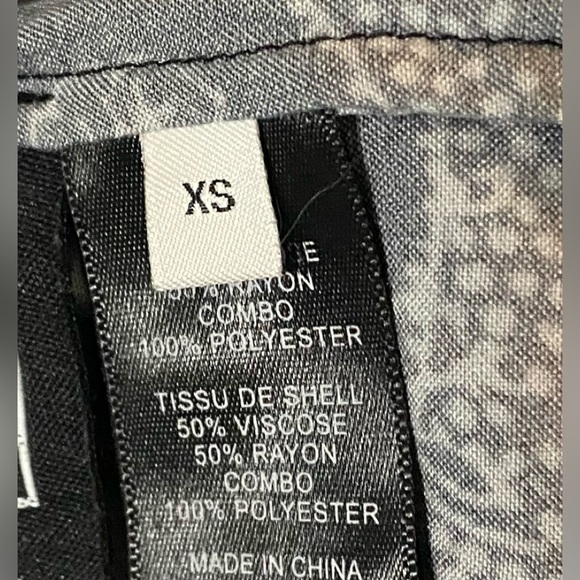 XS
RAYON
COMBO
100% POLYESTER
TISSU DE SHELL
50% VISCOSE
50% RAYON
COMBO
100% POLYESTER
MADE IN CHINA